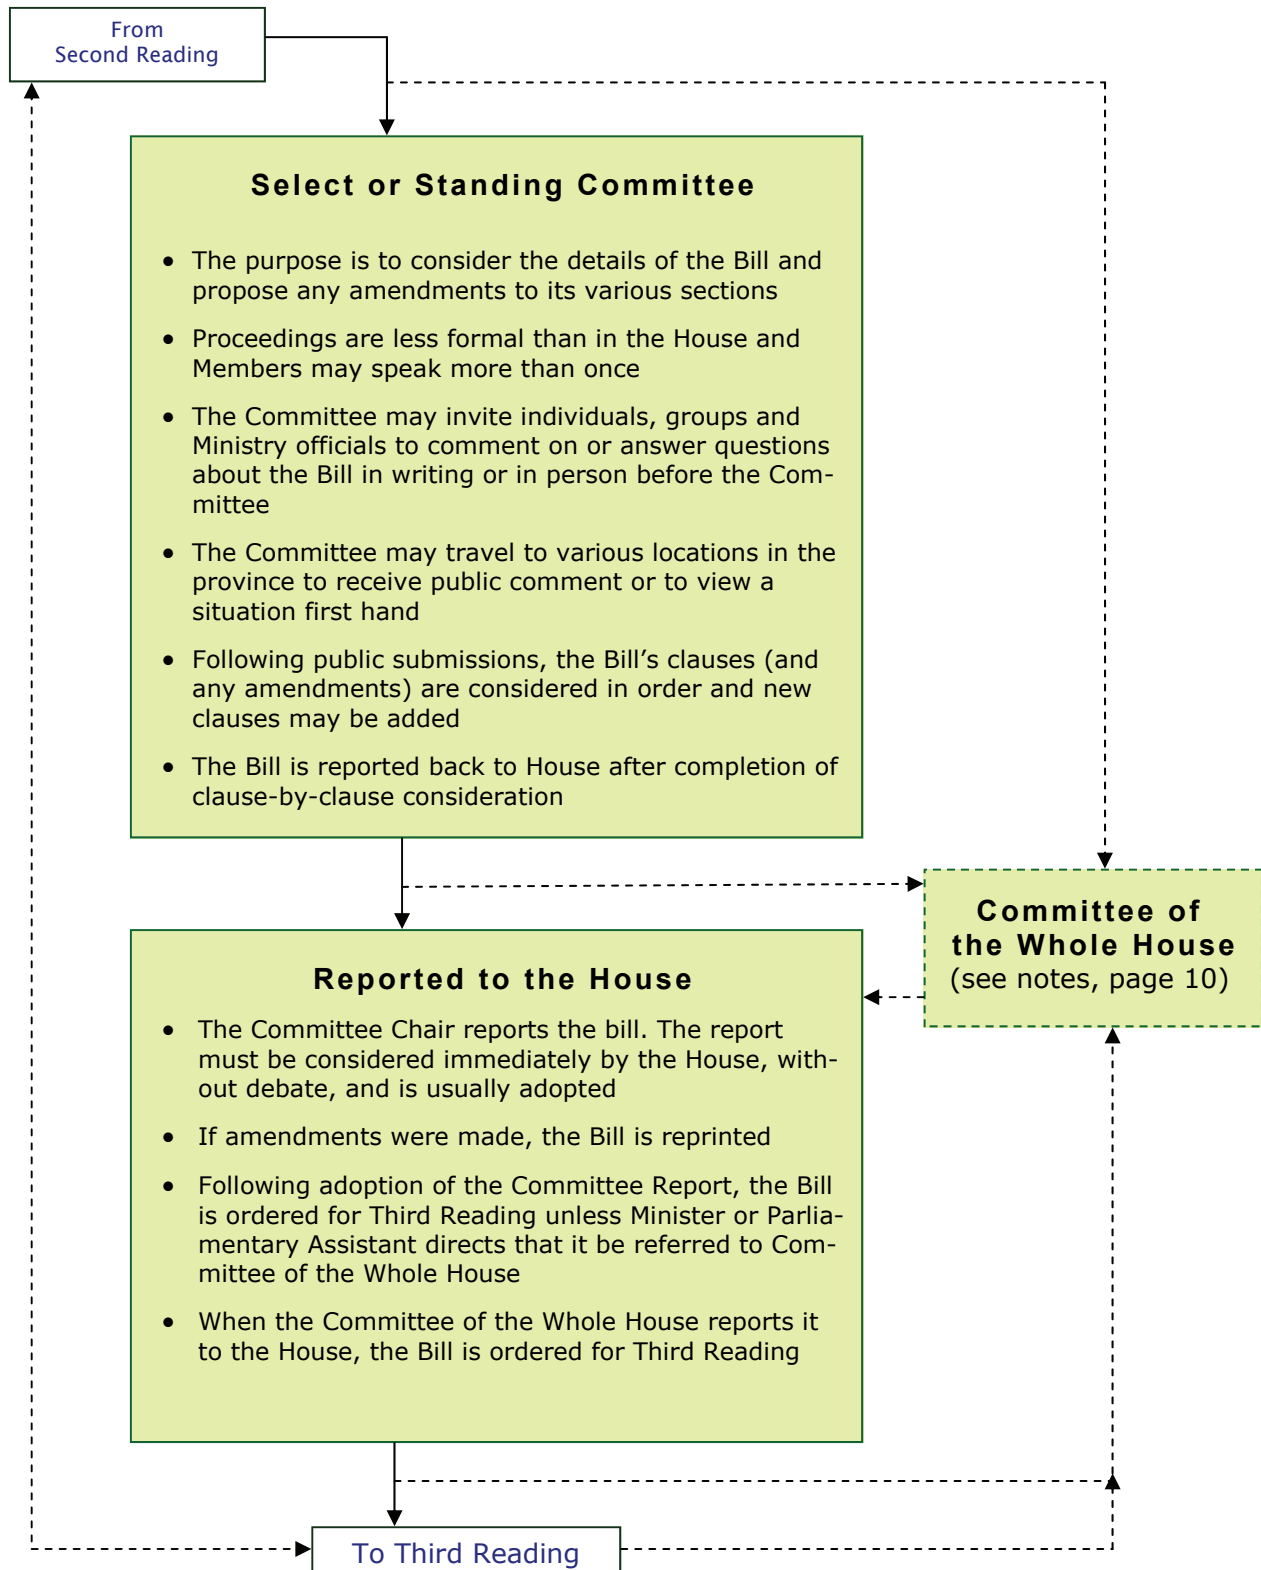 From
Second Reading
Select or Standing Committee
• The purpose is to consider the details of the Bill and
propose any amendments to its various sections
• Proceedings are less formal than in the House and
Members may speak more than once
• The Committee may invite individuals, groups and
Ministry officials to comment on or answer questions
about the Bill in writing or in person before the Com-
mittee
• The Committee may travel to various locations in the
province to receive public comment or to view a
situation first hand
• Following public submissions, the Bill’s clauses (and
any amendments) are considered in order and new
clauses may be added
• The Bill is reported back to House after completion of
clause-by-clause consideration
Committee of
the Whole House
(see notes, page 10)
Reported to the House
• The Committee Chair reports the bill. The report
must be considered immediately by the House, with-
out debate, and is usually adopted
• If amendments were made, the Bill is reprinted
• Following adoption of the Committee Report, the Bill
is ordered for Third Reading unless Minister or Parlia-
mentary Assistant directs that it be referred to Com-
mittee of the Whole House
• When the Committee of the Whole House reports it
to the House, the Bill is ordered for Third Reading
To Third Reading